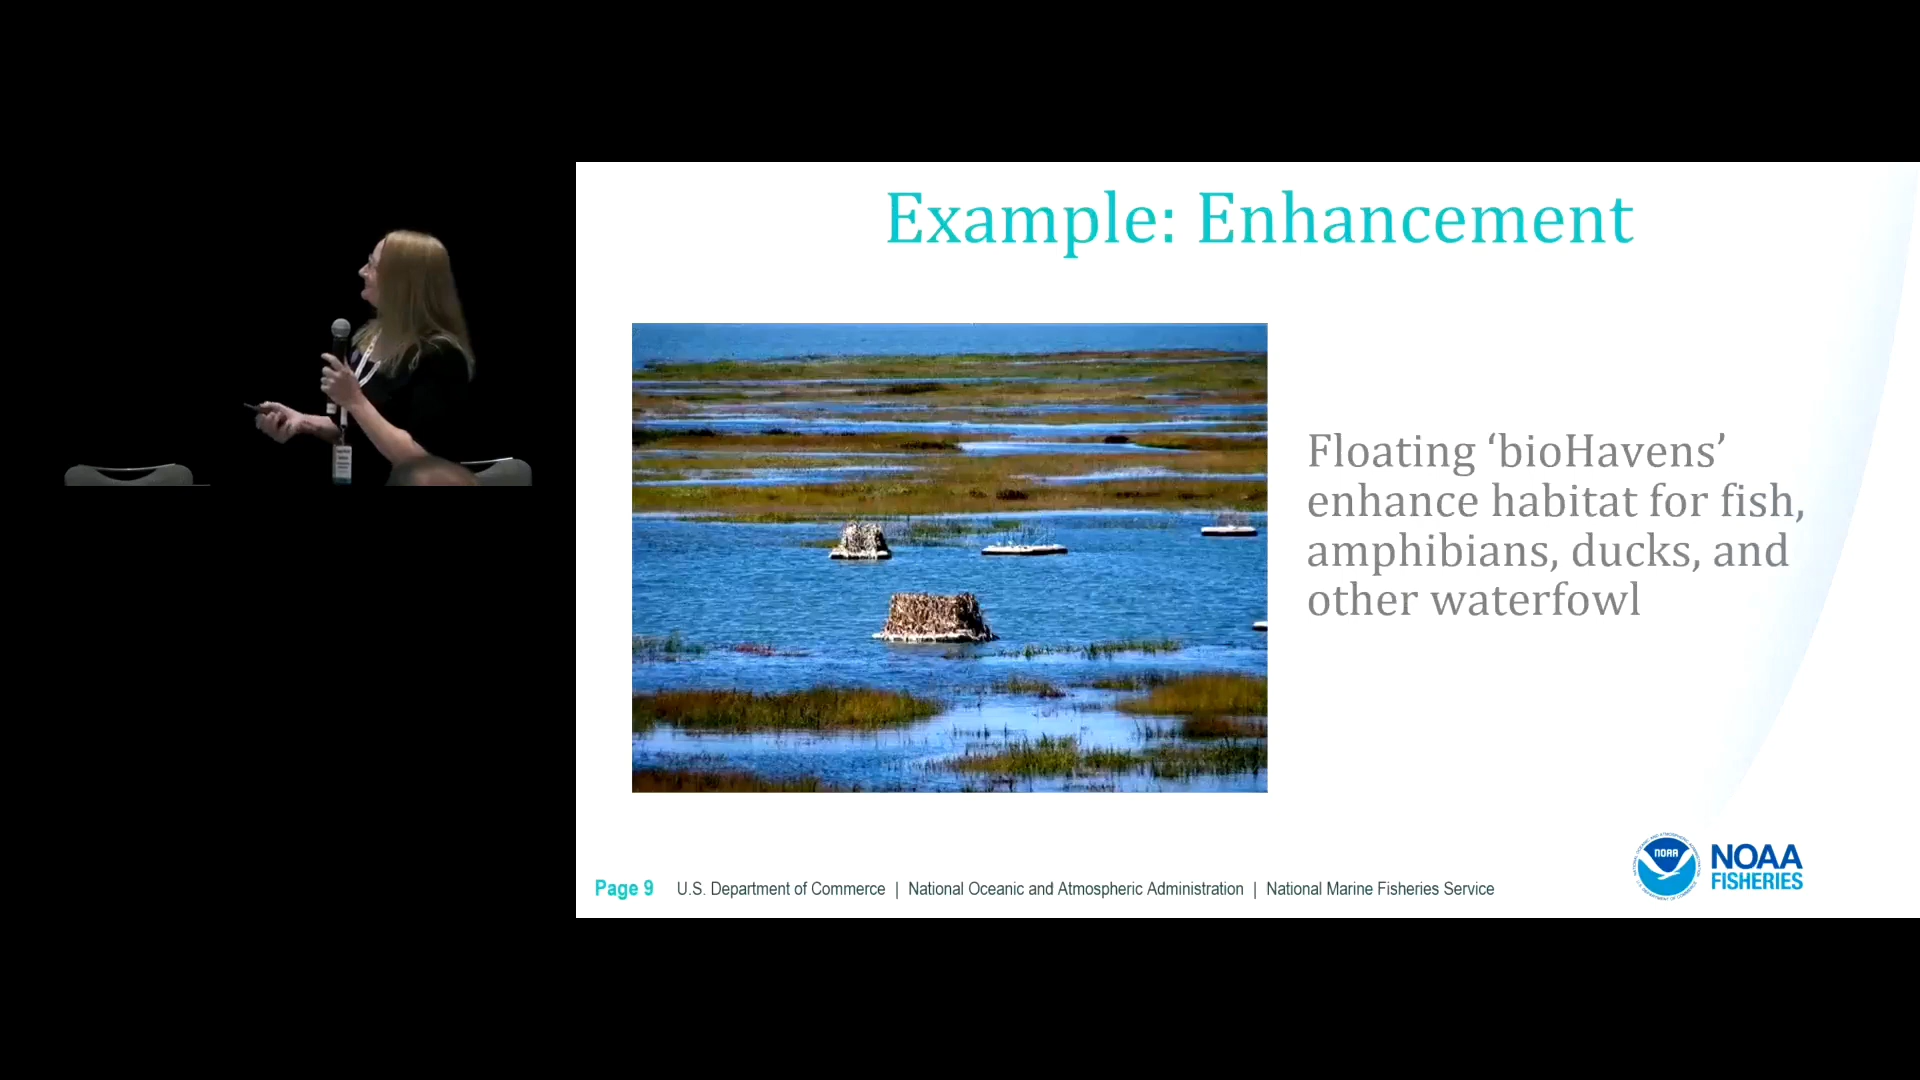 Example: Enhancement
Floating ‘bioHavens’
enhance habitat for fish,
amphibians, ducks, and
other waterfowl
NOAA
NOAA
FISHERIES
Page 9 U.S. Department of Commerce | National Oceanic and Atmospheric Administration | National Marine Fisheries Service